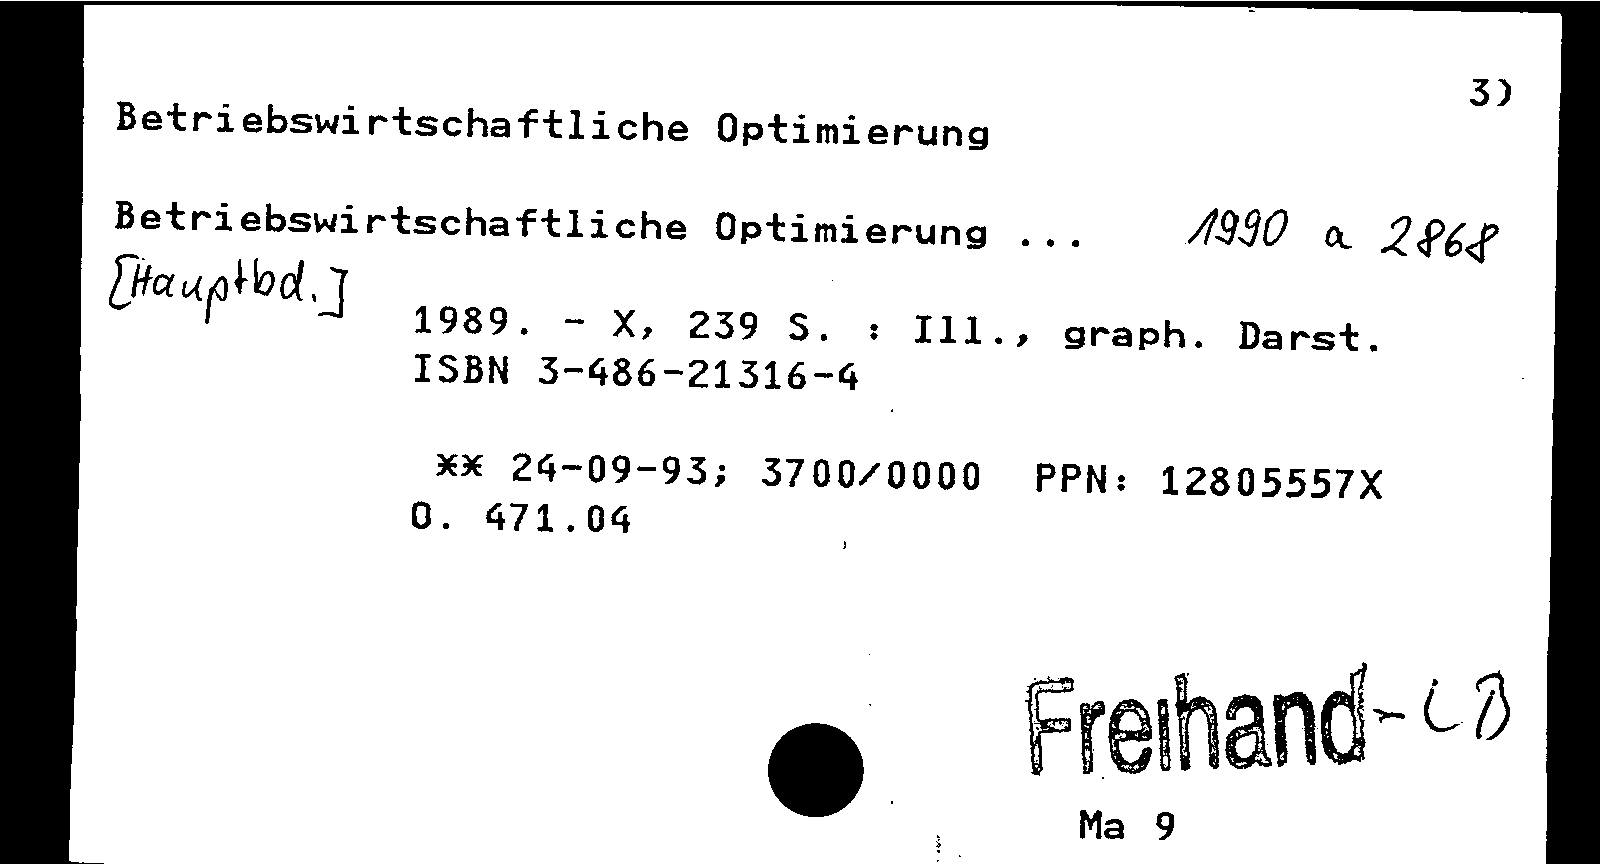 3)
Betriebswirtschaftliche Optimierung
Betriebswirtschaftliche Optimierung ... 1990 a 2868
[Hauptbd.]
1989. - X, 239 S. : Ill., graph. Darst.
ISBN 3-486-21316-4
** 24-09-93; 3700/0000 PPN: 12805557X
O. 471.04
Freihand - LB
Ma 9